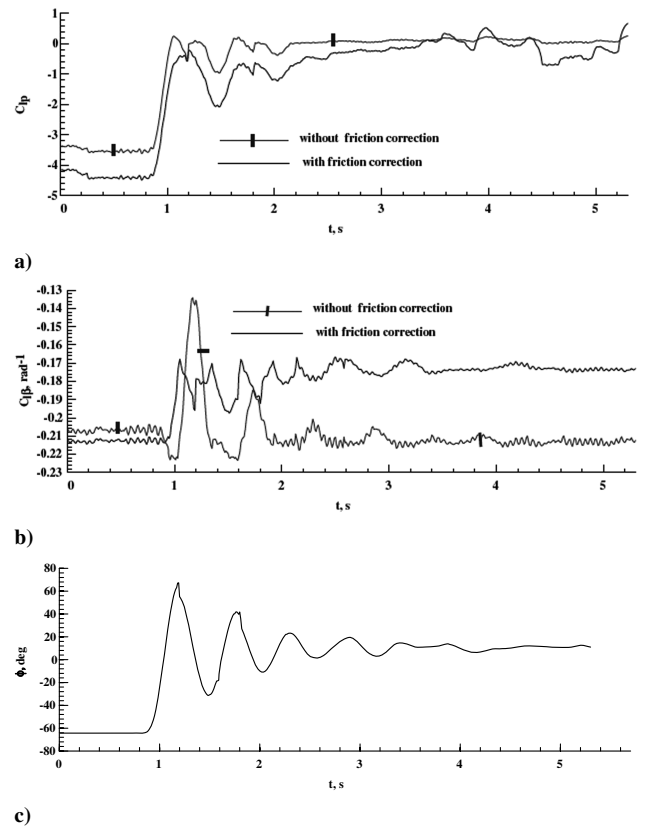 1
0
-1
-2
-3
-4
-5
Clp
without friction correction
with friction correction
0 1 2 3 4 5
t, s
a)
-0.13
-0.14
-0.15
-0.16
-0.17
-0.18
-0.19
-0.2
-0.21
-0.22
-0.23
Clβ, rad-1
without friction correction
with friction correction
0 1 2 3 4 5
t, s
b)
80
60
40
20
0
-20
-40
-60
-80
ϕ, deg
0 1 2 3 4 5
t, s
c)